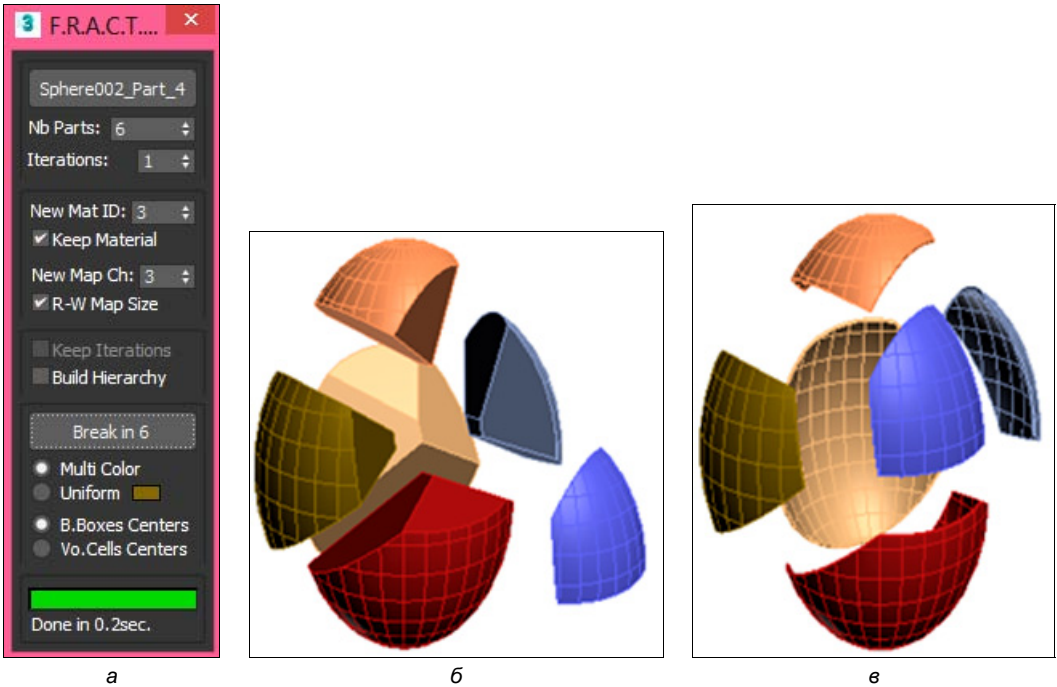 3 F.R.A.C.T.... ×
Sphere002_Part_4
Nb Parts: 6
Iterations: 1
New Mat ID: 3
Keep Material
New Map Ch: 3
R-W Map Size
Keep Iterations
Build Hierarchy
Break in 6
Multi Color
Uniform
B.Boxes Centers
Vo.Cells Centers
Done in 0.2sec.
а б в